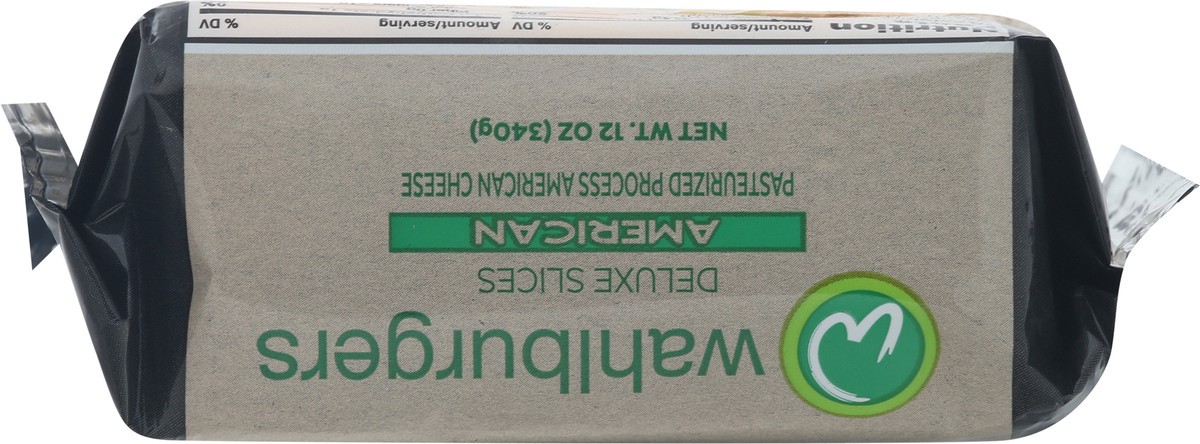 wahlburgers
DELUXE SLICES
AMERICAN
PASTEURIZED PROCESS AMERICAN CHEESE
NET WT. 12 OZ (340g)
Nutrition
Amount/serving % DV Amount/serving % DV